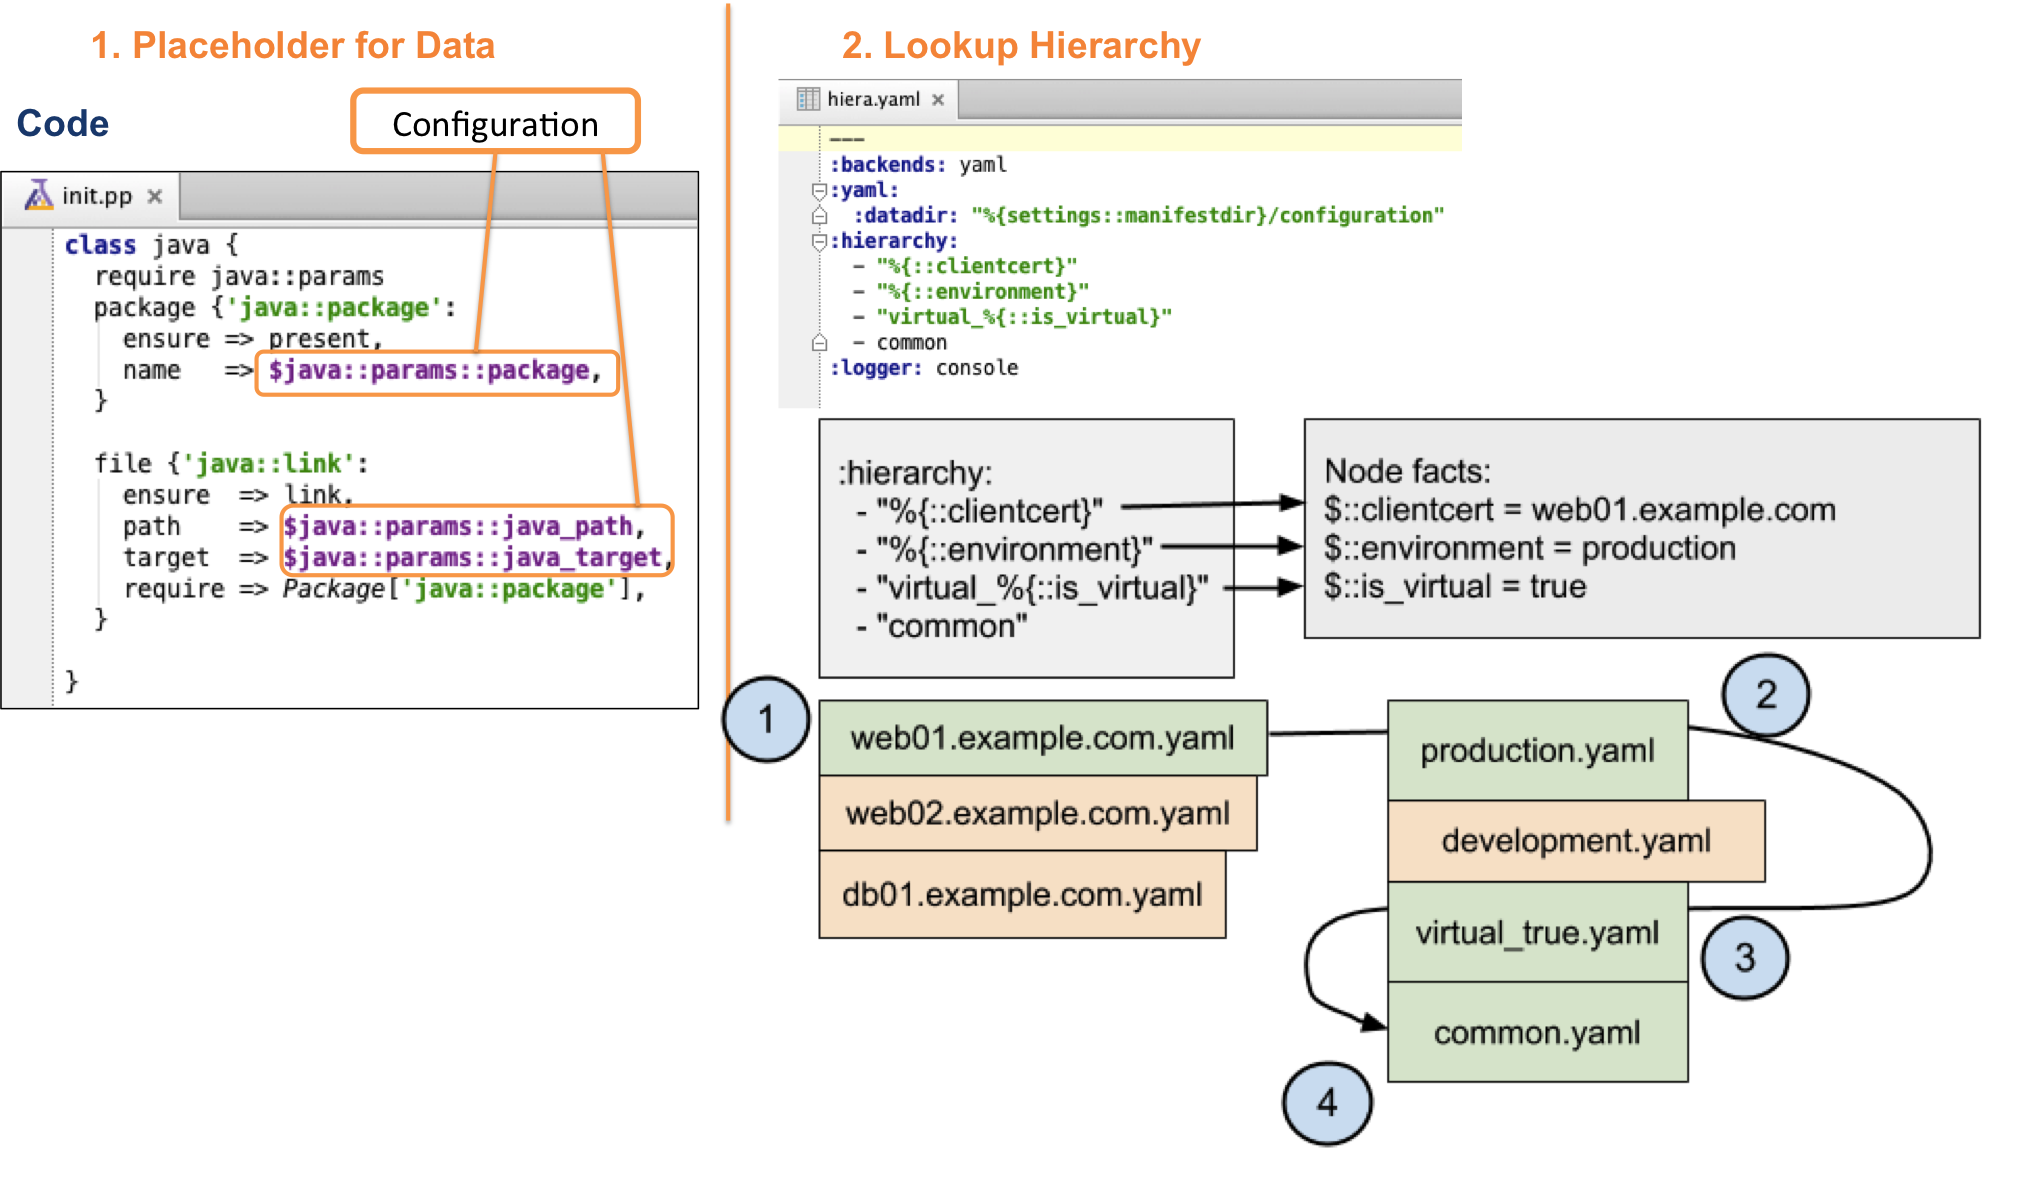 1. Placeholder for Data
Code
Configuration
init.pp ×
class java {
require java::params
package {'java::package':
ensure => present,
name => $java::params::package,
}
file {'java::link':
ensure => link,
path => $java::params::java_path,
target => $java::params::java_target,
require => Package['java::package'],
}
}
2. Lookup Hierarchy
hiera.yaml ×
---
:backends: yaml
:yaml:
:datadir: "%{settings::manifestdir}/configuration"
:hierarchy:
- "%{::clientcert}"
- "%{::environment}"
- "virtual_%{::is_virtual}"
- common
:logger: console
:hierarchy:
- "%{::clientcert}"
- "%{::environment}"
- "virtual_%{::is_virtual}"
- "common"
Node facts:
$::clientcert = web01.example.com
$::environment = production
$::is_virtual = true
1
web01.example.com.yaml
web02.example.com.yaml
db01.example.com.yaml
2
production.yaml
development.yaml
virtual_true.yaml
3
common.yaml
4